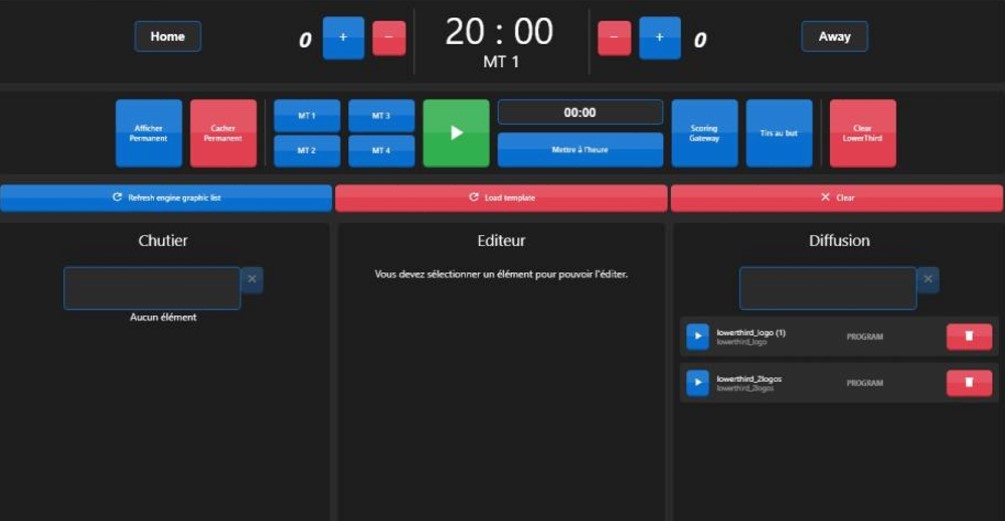 Home
0
+
−
20 : 00
MT 1
−
+
0
Away
Afficher
Permanent
Cacher
Permanent
MT 1
MT 3
MT 2
MT 4
00:00
Mettre à l'heure
Scoring
Gateway
Tirs au but
Clear
LowerThird
Refresh engine graphic list
Load template
Clear
Chutier
Aucun élément
Editeur
Vous devez sélectionner un élément pour pouvoir l'éditer.
Diffusion
lowerthird_logo (1)
lowerthird_logo
PROGRAM
lowerthird_2logos
lowerthird_2logos
PROGRAM